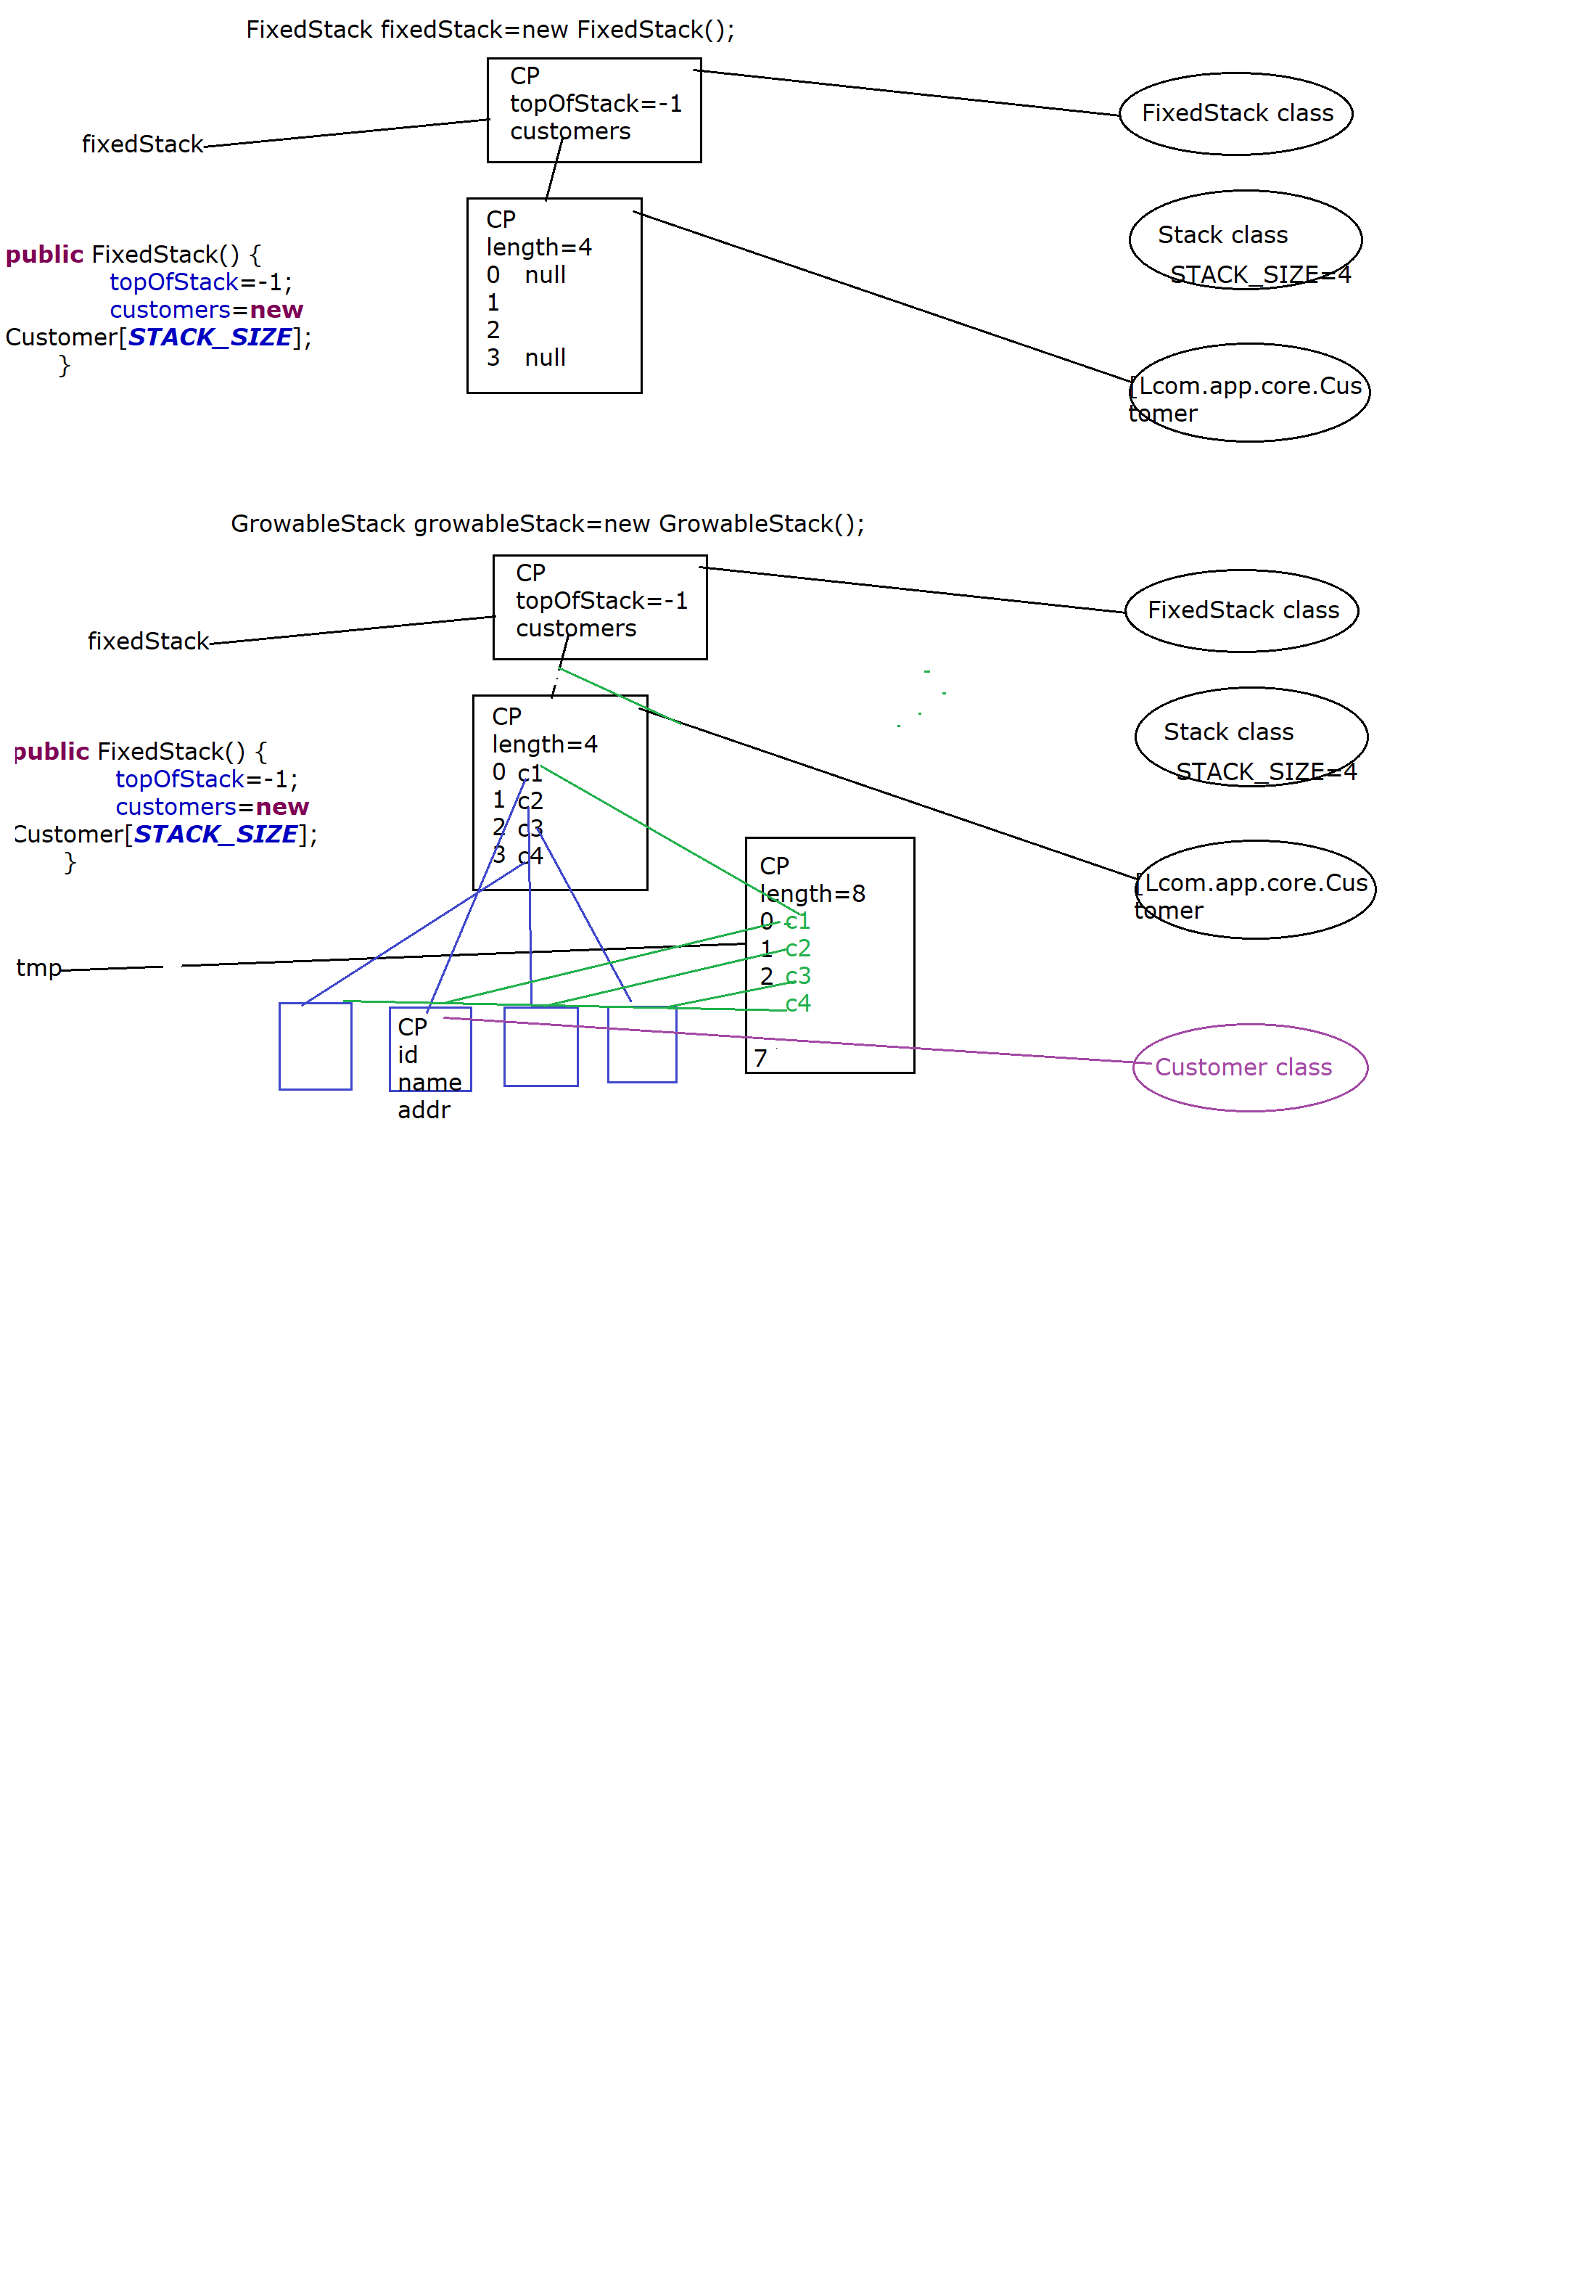 FixedStack fixedStack=new FixedStack();
CP
topOfStack=-1
customers
fixedStack
FixedStack class
CP
length=4
0 null
1
2
3 null
Stack class
STACK_SIZE=4
public FixedStack() {
topOfStack=-1;
customers=new
Customer[STACK_SIZE];
}
[Lcom.app.core.Cus
tomer
GrowableStack growableStack=new GrowableStack();
CP
topOfStack=-1
customers
fixedStack
FixedStack class
CP
length=4
0 c1
1 c2
2 c3
3 c4
Stack class
STACK_SIZE=4
public FixedStack() {
topOfStack=-1;
customers=new
Customer[STACK_SIZE];
}
CP
length=8
0 c1
1 c2
2 c3
c4
7
[Lcom.app.core.Cus
tomer
tmp
CP
id
name
addr
Customer class